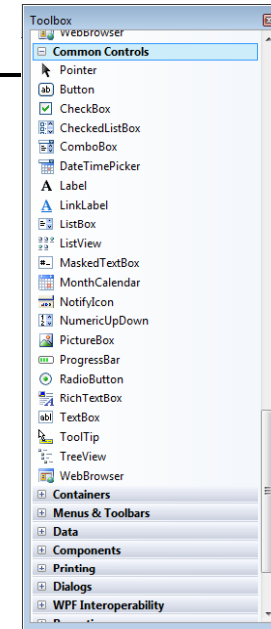 Toolbox
WebBrowser
Common Controls
Pointer
Button
CheckBox
CheckedListBox
ComboBox
DateTimePicker
Label
LinkLabel
ListBox
ListView
MaskedTextBox
MonthCalendar
NotifyIcon
NumericUpDown
PictureBox
ProgressBar
RadioButton
RichTextBox
TextBox
ToolTip
TreeView
WebBrowser
Containers
Menus & Toolbars
Data
Components
Printing
Dialogs
WPF Interoperability